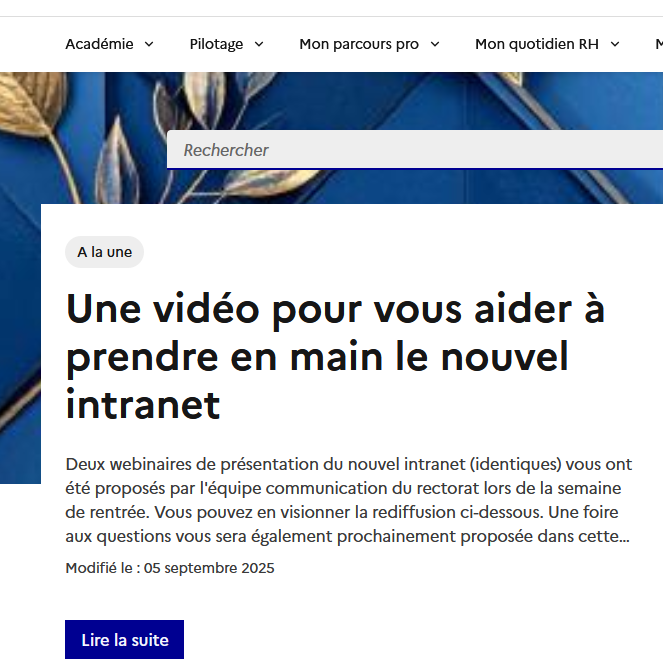 Académie
Pilotage
Mon parcours pro
Mon quotidien RH
Rechercher
A la une
Une vidéo pour vous aider à
prendre en main le nouvel
intranet
Deux webinaires de présentation du nouvel intranet (identiques) vous ont
été proposés par l'équipe communication du rectorat lors de la semaine
de rentrée. Vous pouvez en visionner la rediffusion ci-dessous. Une foire
aux questions vous sera également prochainement proposée dans cette...
Modifié le : 05 septembre 2025
Lire la suite